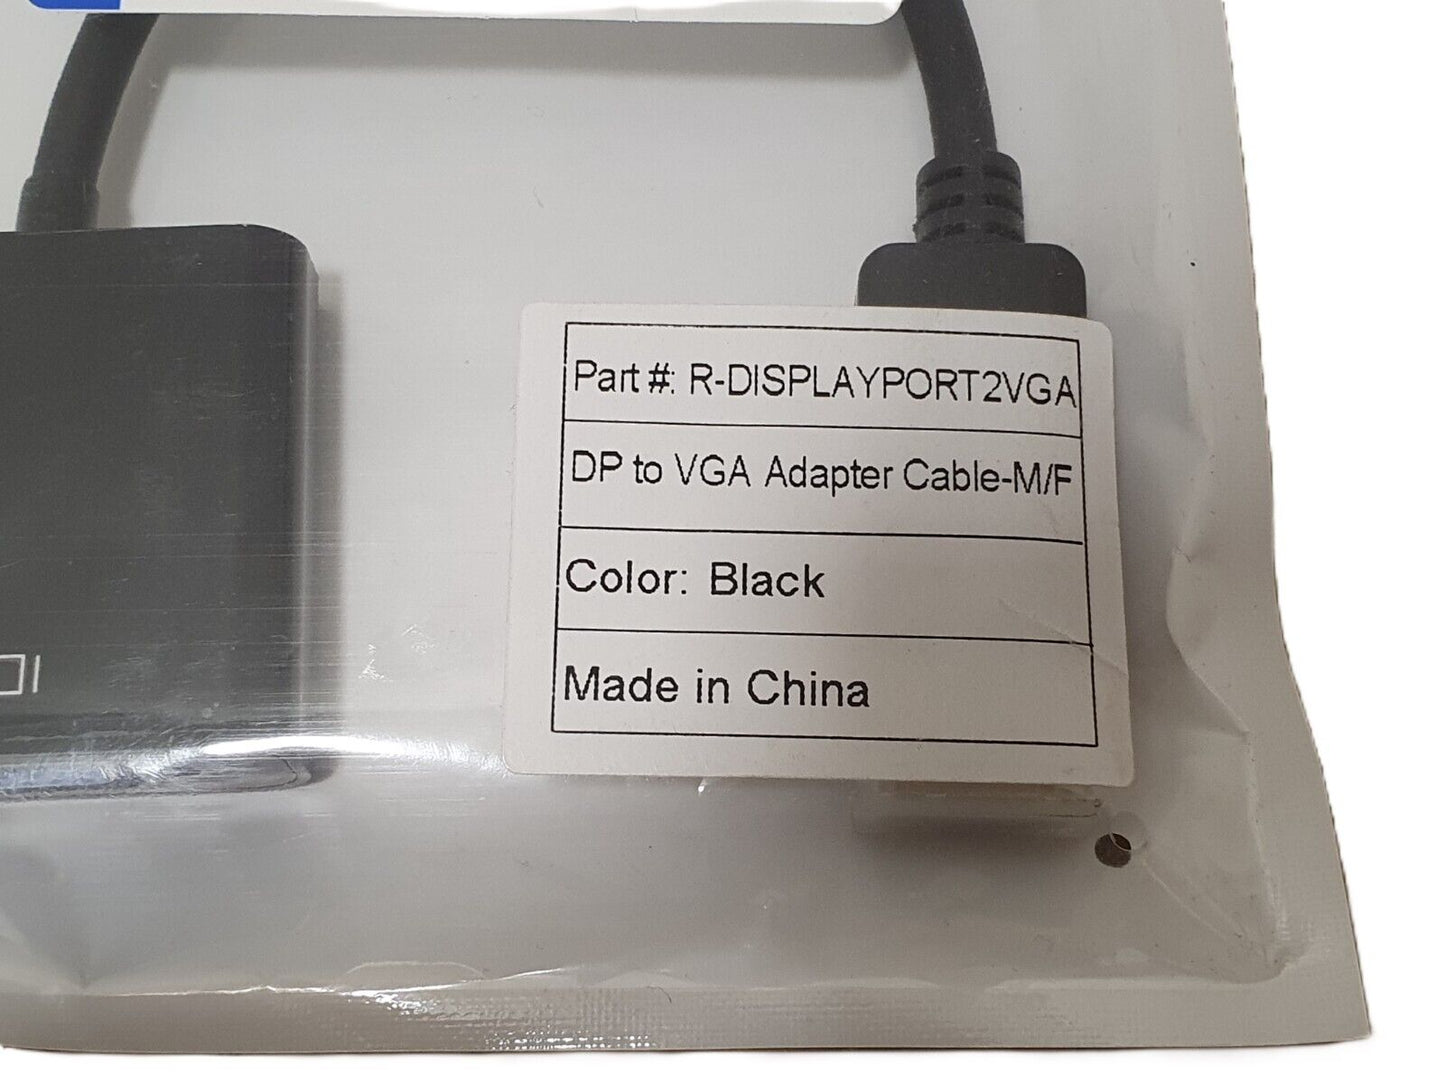 Part #: R-DISPLAYPORT2VGA
DP to VGA Adapter Cable-M/F
Color: Black
Made in China